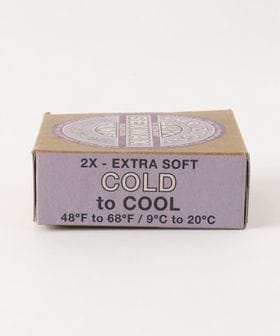 2X - EXTRA SOFT
COLD
to COOL
48°F to 68°F / 9°C to 20°C